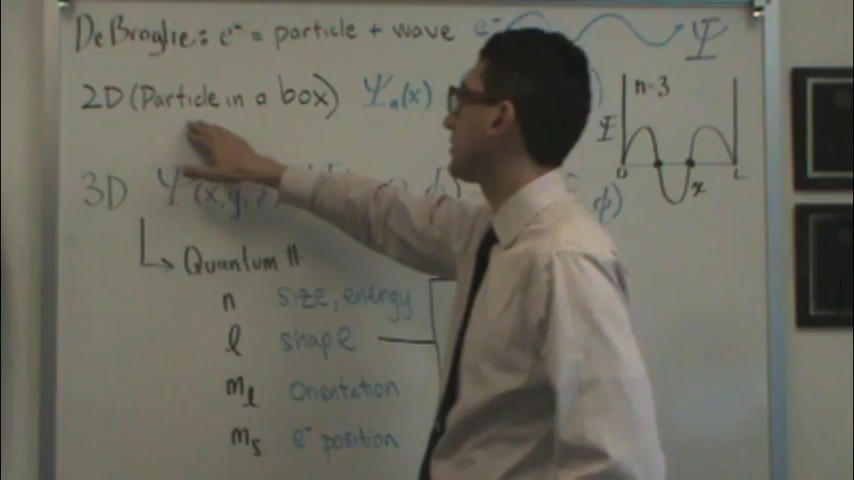 DeBroglie: e⁻ = particle + wave e⁻ Ψ
2D (Particle in a box) Ψn(x)
n=3
Ψ
0 x L
3D Ψ(x,y, ϕ)
Quantum #
n size, energy
l shape
ml Orientation
ms e⁻ position